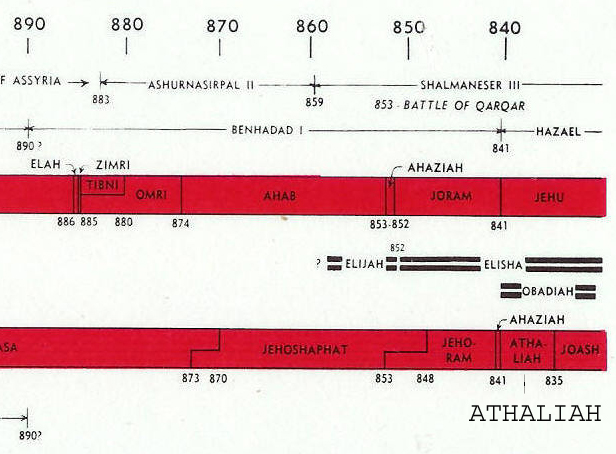 890 880 870 860 850 840
F ASSYRIA ASHURNASIRPAL II SHALMANESER III
883 859 853 - BATTLE OF QARQAR
BENHADAD I HAZAEL
890? 841
ELAH ZIMRI AHAZIAH
TIBNI OMRI AHAB JORAM JEHU
886 885 880 874 853-852 841
852
? ELIJAH ELISHA
OBADIAH
AHAZIAH
ASA JEHOSHAPHAT JEHO- ATHA- JOASH
RAM LIAH
873 870 853 848 841 835
ATHALIAH
890?